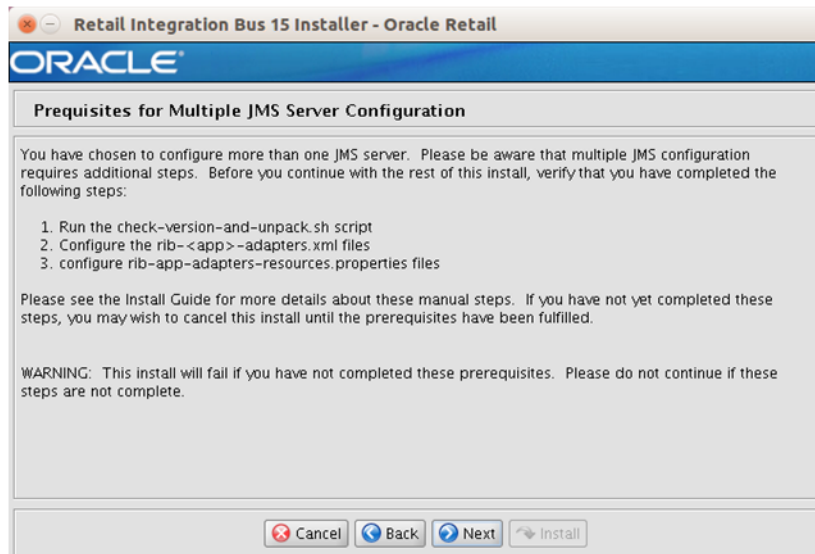 Retail Integration Bus 15 Installer - Oracle Retail
ORACLE®
Prequisites for Multiple JMS Server Configuration
You have chosen to configure more than one JMS server. Please be aware that multiple JMS configuration
requires additional steps. Before you continue with the rest of this install, verify that you have completed the
following steps:
1. Run the check-version-and-unpack.sh script
2. Configure the rib-<app>-adapters.xml files
3. configure rib-app-adapters-resources.properties files
Please see the Install Guide for more details about these manual steps. If you have not yet completed these
steps, you may wish to cancel this install until the prerequisites have been fulfilled.
WARNING: This install will fail if you have not completed these prerequisites. Please do not continue if these
steps are not complete.
Cancel Back Next Install